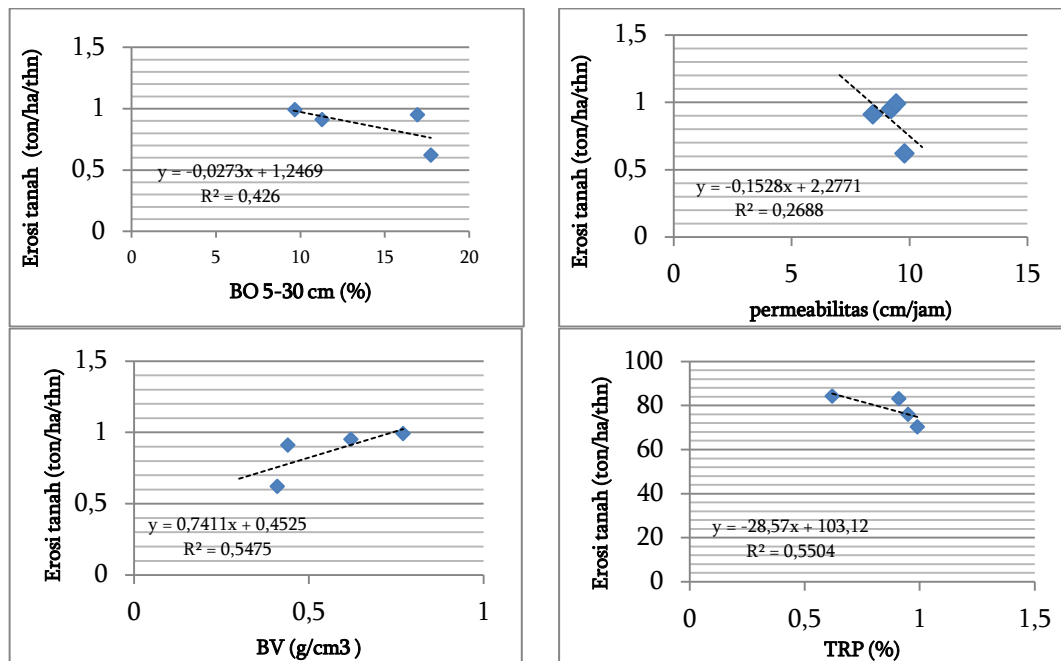 Erosi tanah (ton/ha/thn)
1,5
1
0,5
0
y = -0,0273x + 1,2469
R² = 0,426
0 5 10 15 20
BO 5-30 cm (%)
Erosi tanah (ton/ha/thn)
1,5
1
0,5
0
y = -0,1528x + 2,2771
R² = 0,2688
0 5 10 15
permeabilitas (cm/jam)
Erosi tanah (ton/ha/thn)
1,5
1
0,5
0
y = 0,7411x + 0,4525
R² = 0,5475
0 0,5 1
BV (g/cm3 )
Erosi tanah (ton/ha/thn)
100
80
60
40
20
0
y = -28,57x + 103,12
R² = 0,5504
0 0,5 1 1,5
TRP (%)